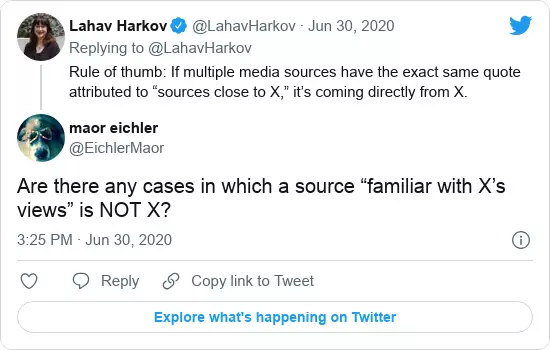 Lahav Harkov @LahavHarkov · Jun 30, 2020
Replying to @LahavHarkov
Rule of thumb: If multiple media sources have the exact same quote
attributed to “sources close to X,” it’s coming directly from X.
maor eichler
@EichlerMaor
Are there any cases in which a source “familiar with X’s
views” is NOT X?
3:25 PM · Jun 30, 2020
Reply
Copy link to Tweet
Explore what's happening on Twitter